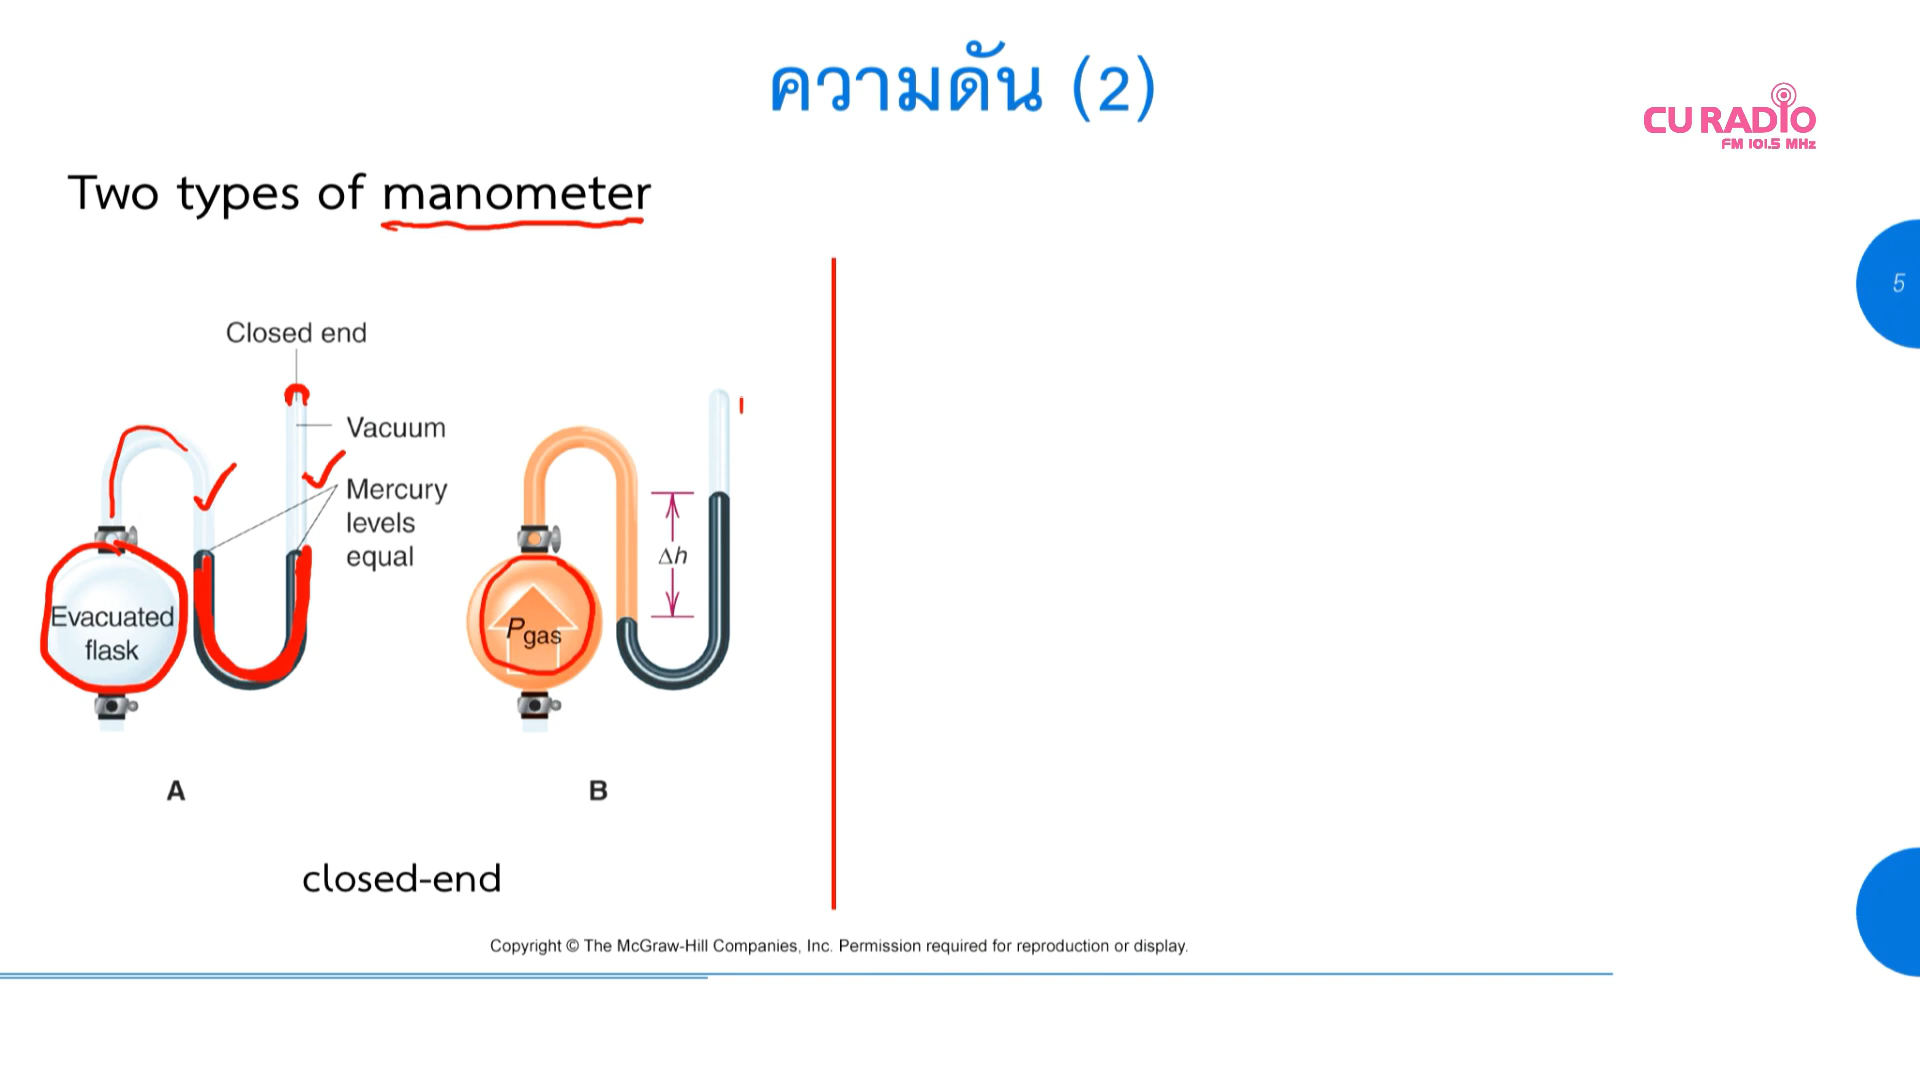 ความดัน (2)
CU RADIO
FM 101.5 MHz
5
Two types of manometer
Closed end
Vacuum
Mercury
levels
equal
Evacuated
flask
Pgas
Δh
A
B
closed-end
Copyright © The McGraw-Hill Companies, Inc. Permission required for reproduction or display.